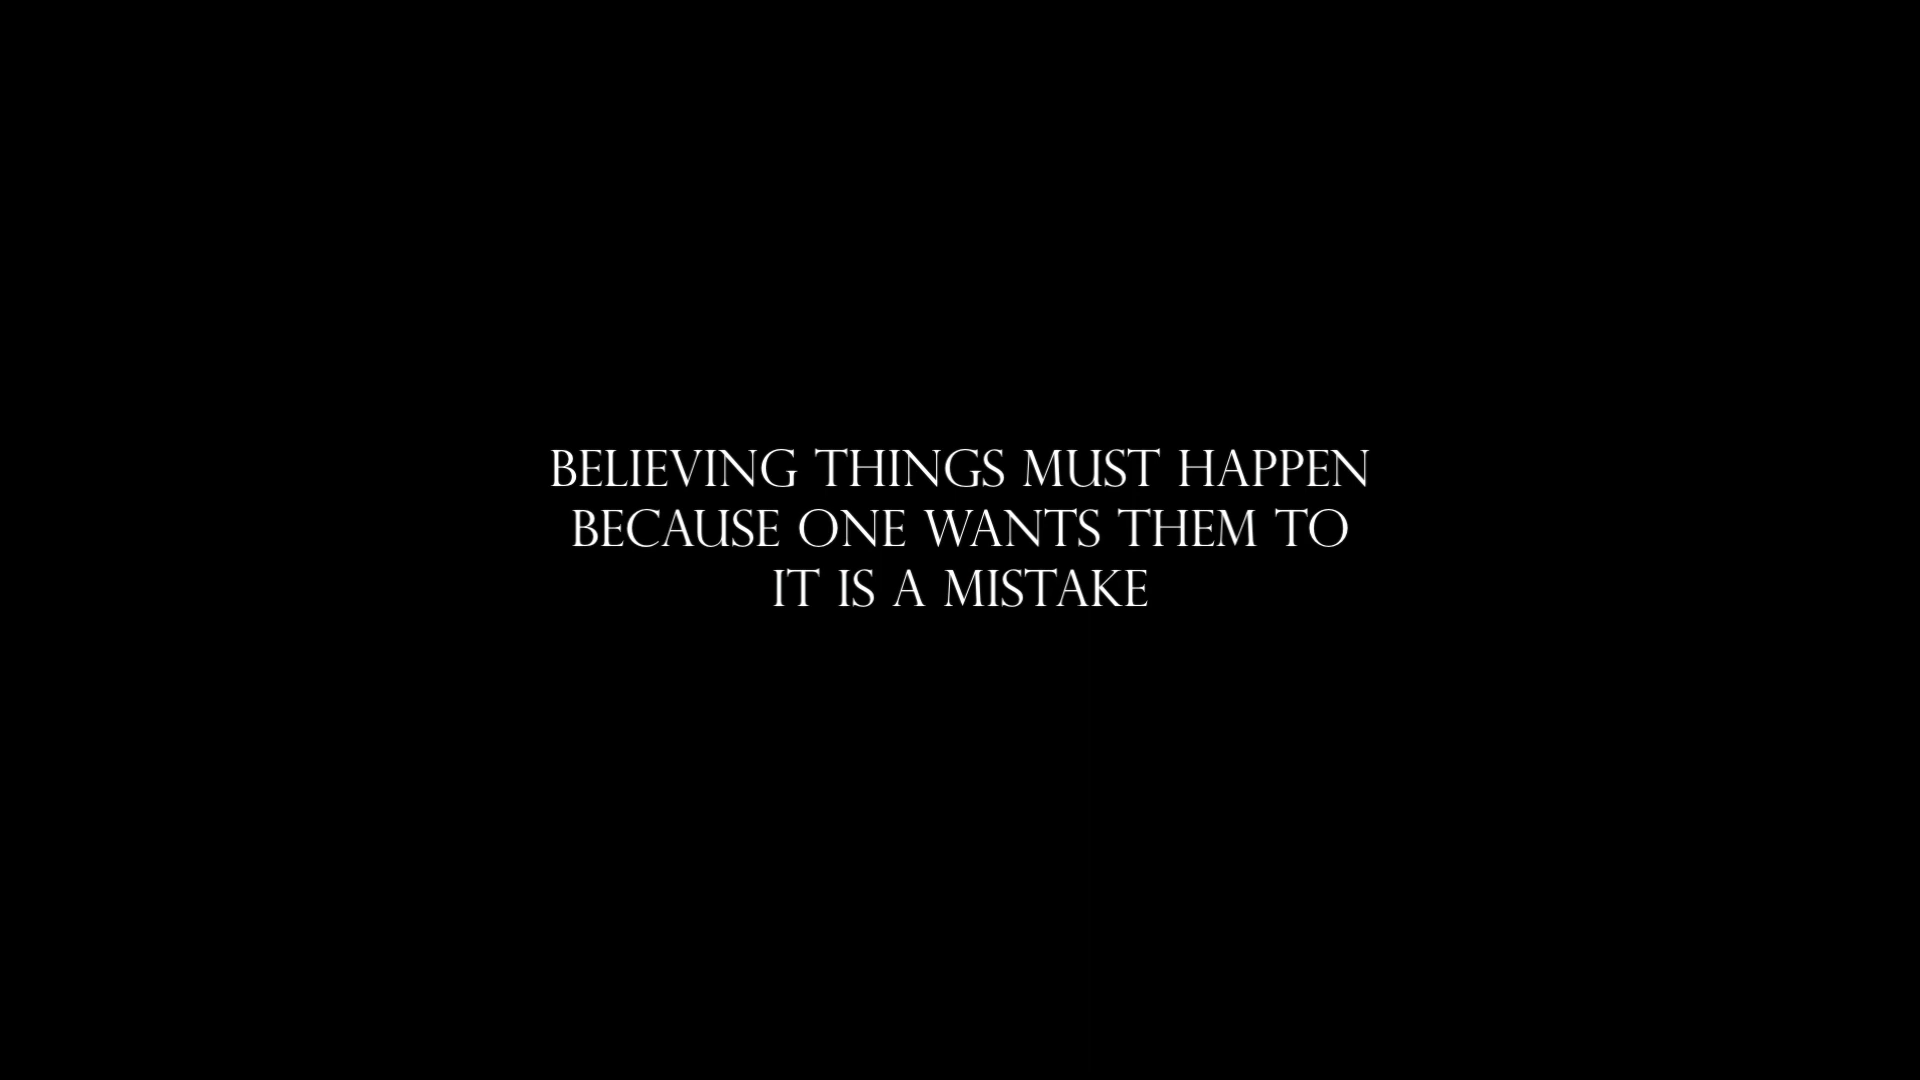 BELIEVING THINGS MUST HAPPEN
BECAUSE ONE WANTS THEM TO
IT IS A MISTAKE